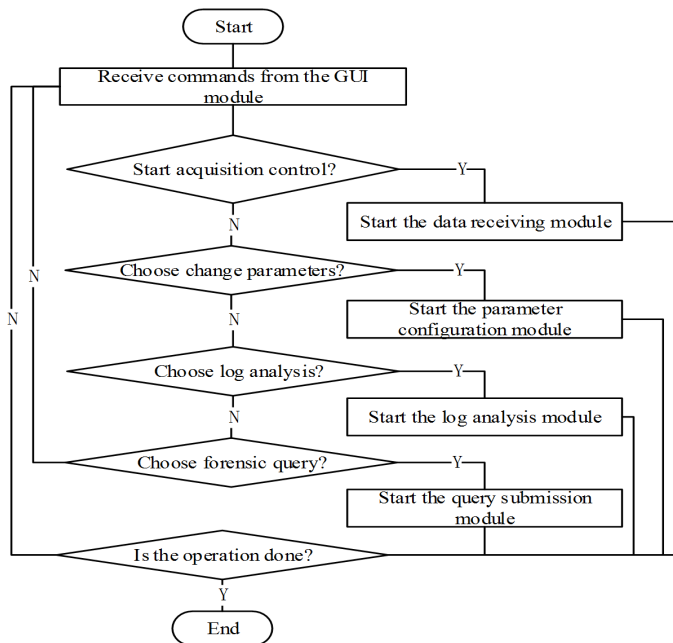 Start
Receive commands from the GUI
module
Start acquisition control?
Y
Start the data receiving module
N
Choose change parameters?
Y
N
Start the parameter
configuration module
N
N
Choose log analysis?
Y
Start the log analysis module
N
Choose forensic query?
Y
Start the query submission
module
Is the operation done?
Y
End